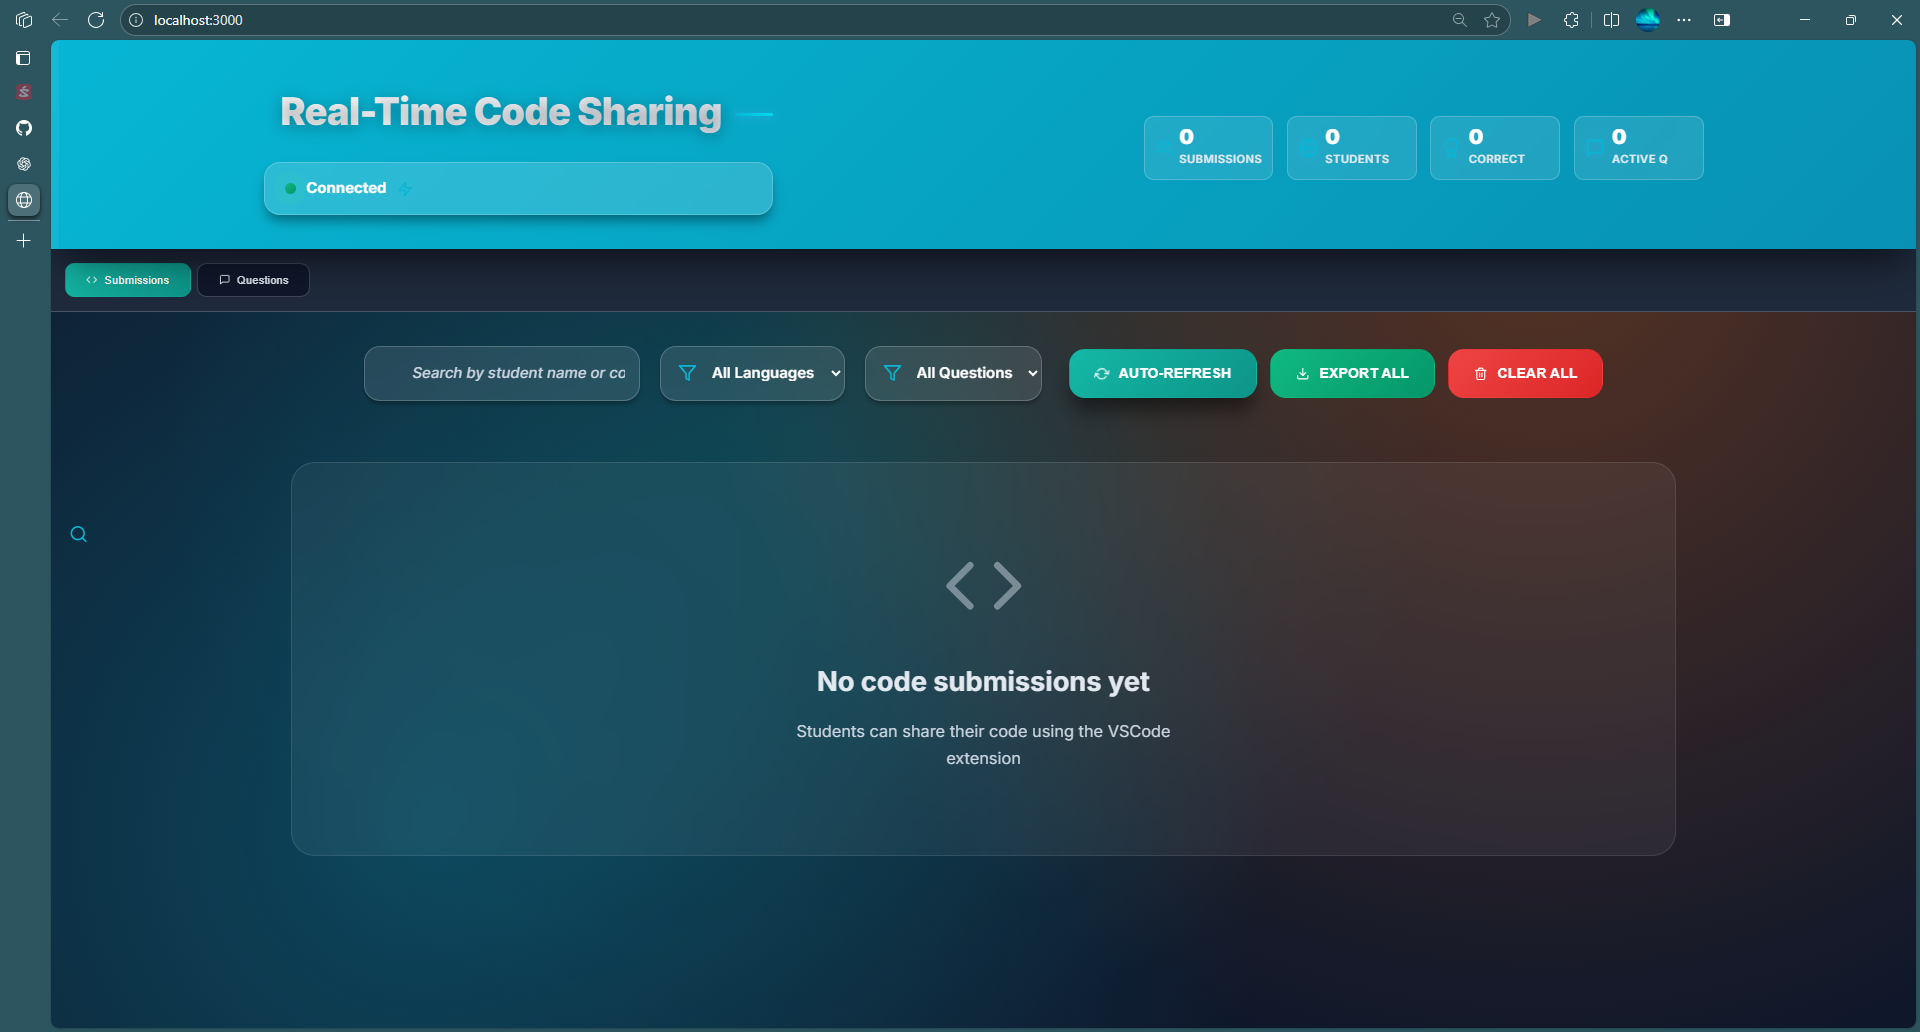 localhost:3000
Real-Time Code Sharing
Connected
0
SUBMISSIONS
0
STUDENTS
0
CORRECT
0
ACTIVE Q
Submissions
Questions
Search by student name or co
All Languages
All Questions
AUTO-REFRESH
EXPORT ALL
CLEAR ALL
No code submissions yet
Students can share their code using the VSCode
extension